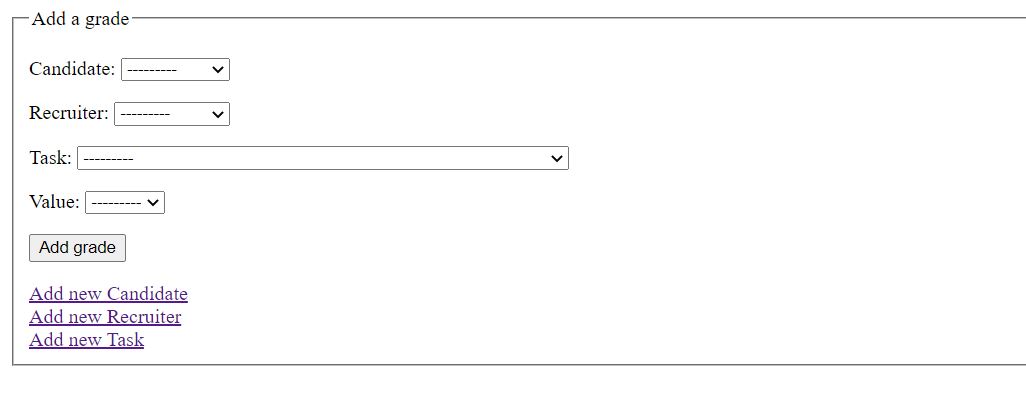 Add a grade
Candidate: ---------
Recruiter: ---------
Task: ---------
Value: ---------
Add grade
Add new Candidate
Add new Recruiter
Add new Task